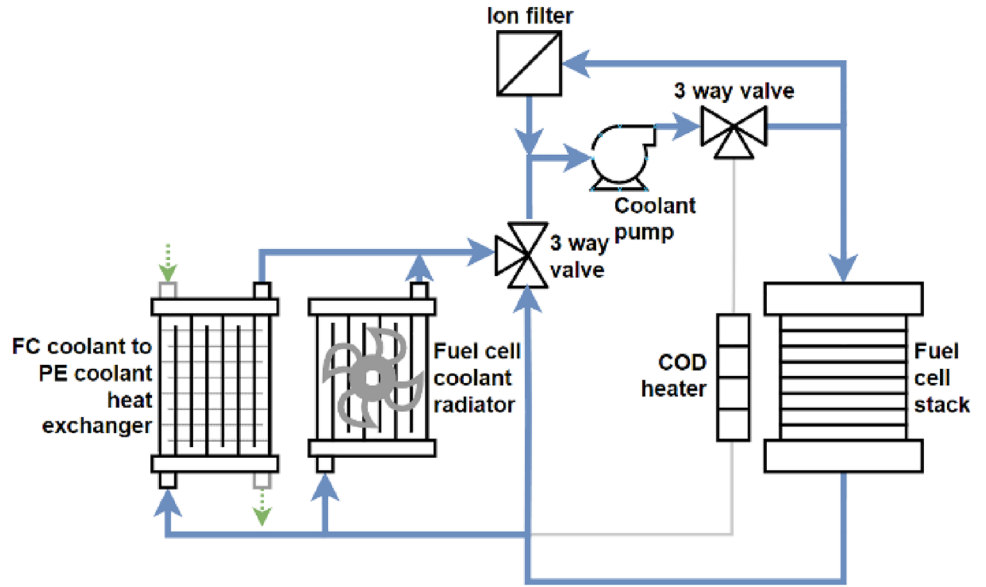 Ion filter
3 way valve
Coolant
pump
3 way
valve
FC coolant to
PE coolant
heat
exchanger
Fuel cell
coolant
radiator
COD
heater
Fuel
cell
stack